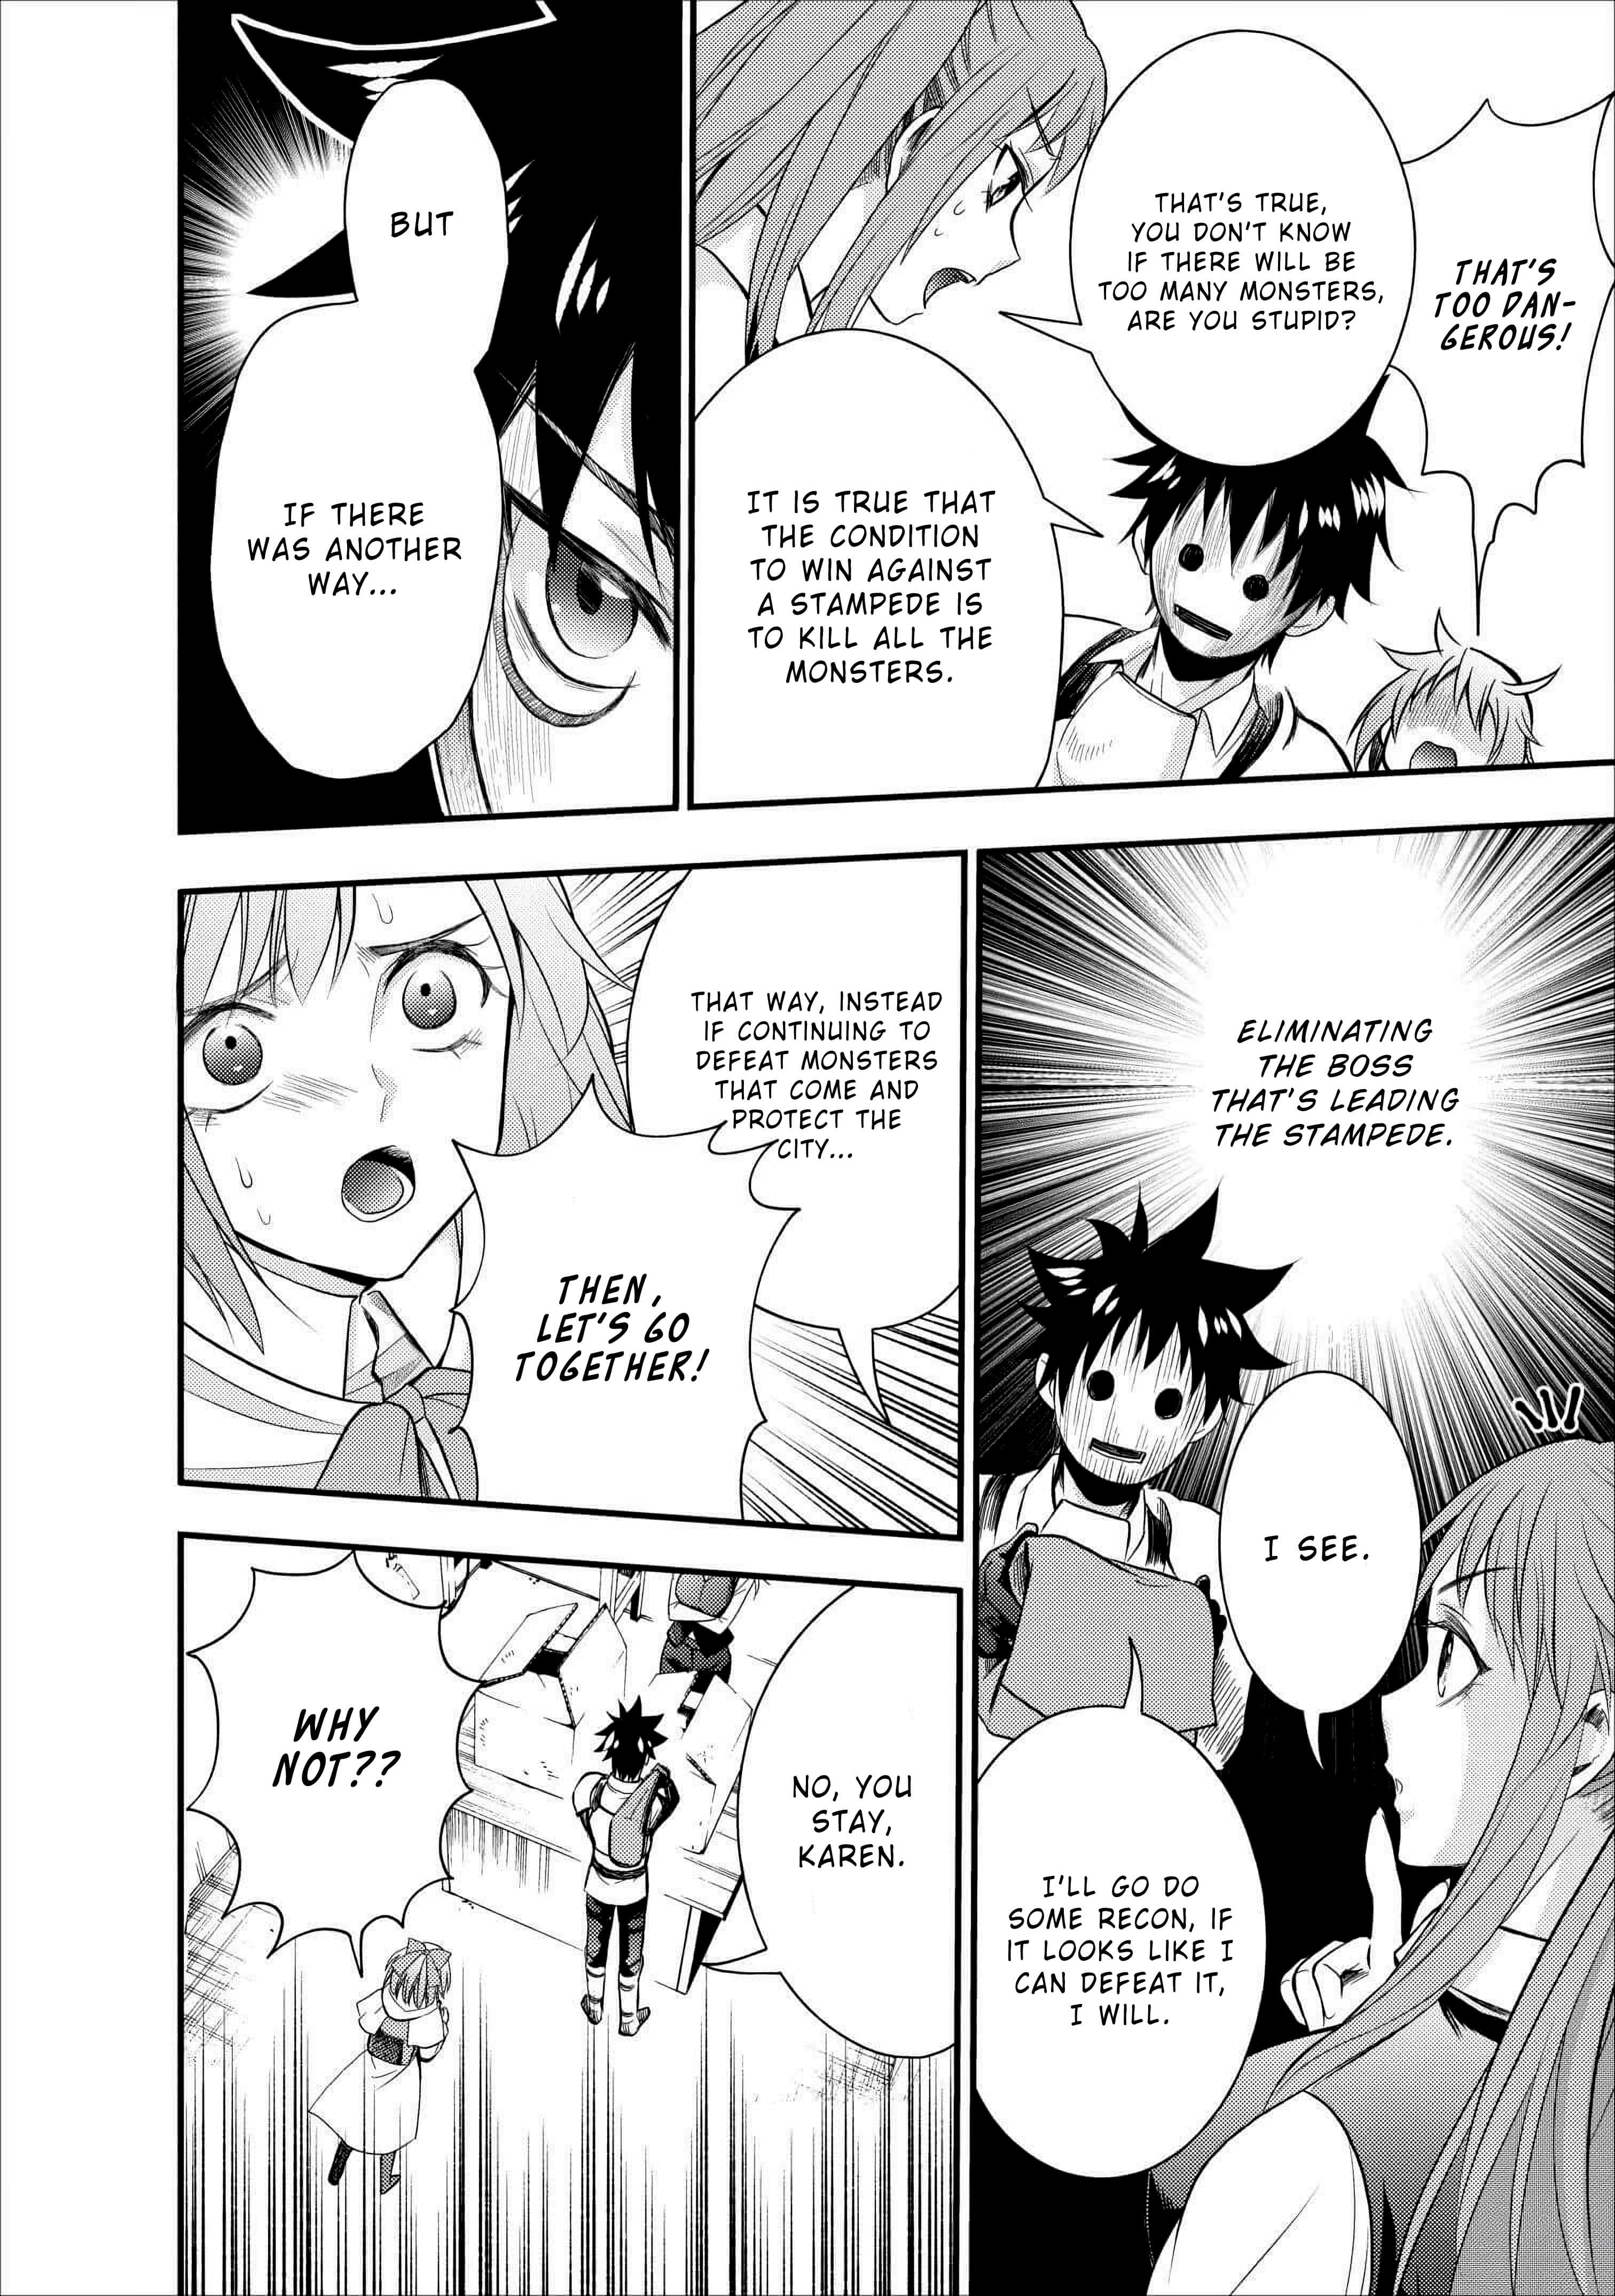 THAT'S
TOO DAN-
GEROUS!
THAT'S TRUE,
YOU DON'T KNOW
IF THERE WILL BE
TOO MANY MONSTERS,
ARE YOU STUPID?
IT IS TRUE THAT
THE CONDITION
TO WIN AGAINST
A STAMPEDE IS
TO KILL ALL THE
MONSTERS.
BUT
IF THERE
WAS ANOTHER
WAY...
ELIMINATING
THE BOSS
THAT'S LEADING
THE STAMPEDE.
I SEE.
I'LL GO DO
SOME RECON, IF
IT LOOKS LIKE I
CAN DEFEAT IT,
I WILL.
THAT WAY, INSTEAD
IF CONTINUING TO
DEFEAT MONSTERS
THAT COME AND
PROTECT THE
CITY...
THEN,
LET'S GO
TOGETHER!
NO, YOU
STAY,
KAREN.
WHY
NOT??